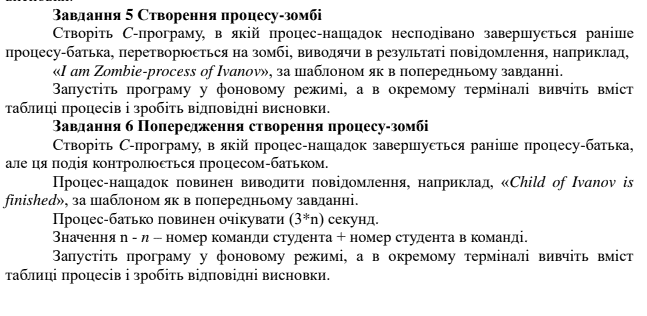 Завдання 5 Створення процесу-зомбі
Створіть C-програму, в якій процес-нащадок несподівано завершується раніше
процесу-батька, перетворюється на зомбі, виводячи в результаті повідомлення, наприклад,
«I am Zombie-process of Ivanov», за шаблоном як в попередньому завданні.
Запустіть програму у фоновому режимі, а в окремому терміналі вивчіть вміст
таблиці процесів і зробіть відповідні висновки.
Завдання 6 Попередження створення процесу-зомбі
Створіть C-програму, в якій процес-нащадок завершується раніше процесу-батька,
але ця подія контролюється процесом-батьком.
Процес-нащадок повинен виводити повідомлення, наприклад, «Child of Ivanov is
finished», за шаблоном як в попередньому завданні.
Процес-батько повинен очікувати (3*n) секунд.
Значення n - n – номер команди студента + номер студента в команді.
Запустіть програму у фоновому режимі, а в окремому терміналі вивчіть вміст
таблиці процесів і зробіть відповідні висновки.